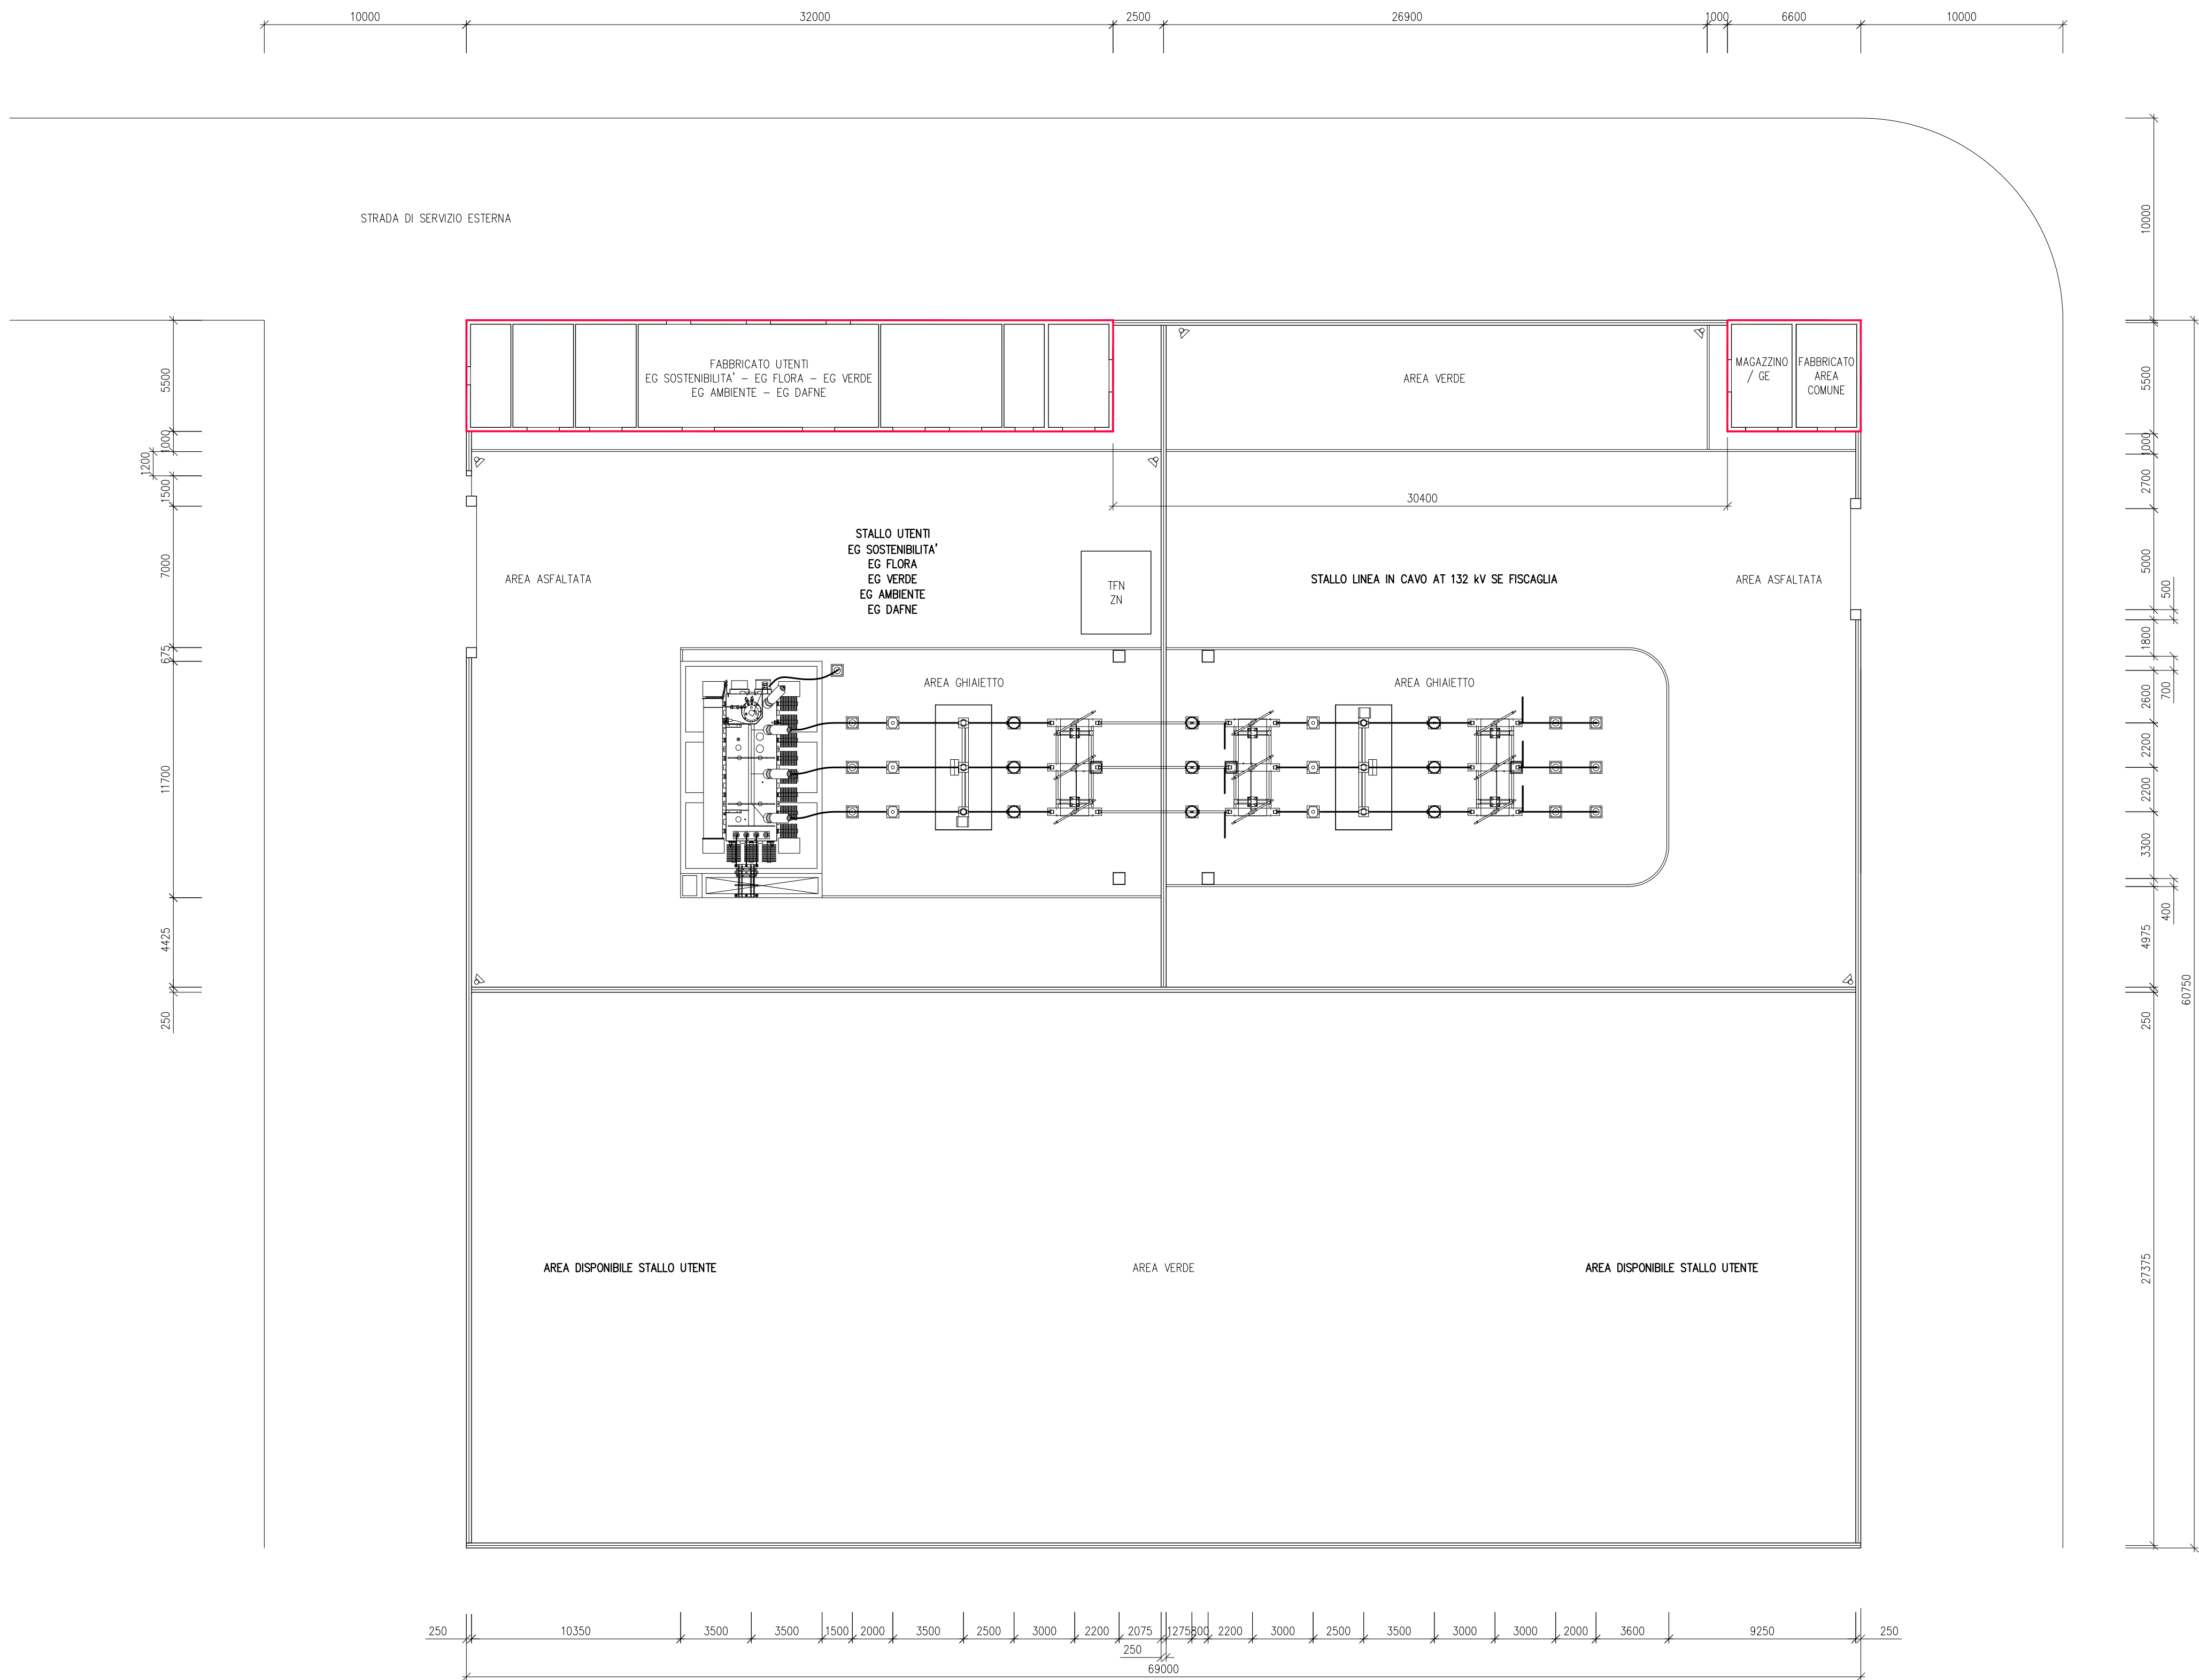 10000
32000
2500
26900
1000
6600
10000
STRADA DI SERVIZIO ESTERNA
10000
FABBRICATO UTENTI
EG SOSTENIBILITA' – EG FLORA – EG VERDE
EG AMBIENTE – EG DAFNE
AREA VERDE
MAGAZZINO
/ GE
FABBRICATO
AREA
COMUNE
5500
1000
1200
1500
7000
675
11700
4425
250
5500
1000
2700
5000
500
1800
700
2600
2200
2200
3300
400
4975
250
27375
60750
30400
STALLO UTENTI
EG SOSTENIBILITA'
EG FLORA
EG VERDE
EG AMBIENTE
EG DAFNE
AREA ASFALTATA
TFN
ZN
STALLO LINEA IN CAVO AT 132 kV SE FISCAGLIA
AREA ASFALTATA
AREA GHIAIETTO
AREA GHIAIETTO
AREA DISPONIBILE STALLO UTENTE
AREA VERDE
AREA DISPONIBILE STALLO UTENTE
250
10350
3500
3500
1500
2000
3500
2500
3000
2200
2075
250
1275
800
2200
3000
2500
3500
3000
3000
2000
3600
9250
250
69000